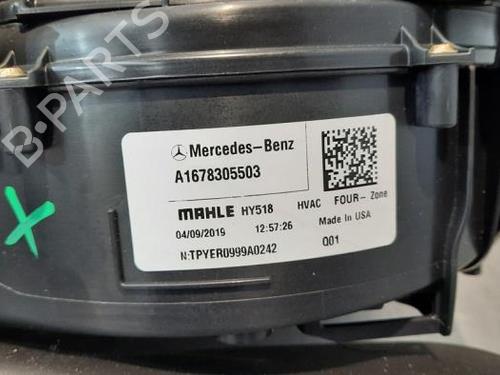 B-PARTS
Mercedes-Benz
A1678305503
MAHLE HY518 HVAC FOUR- Zone
04/09/2019 12:57:26 Made In USA
N:TPYER0999A0242 Q01
X